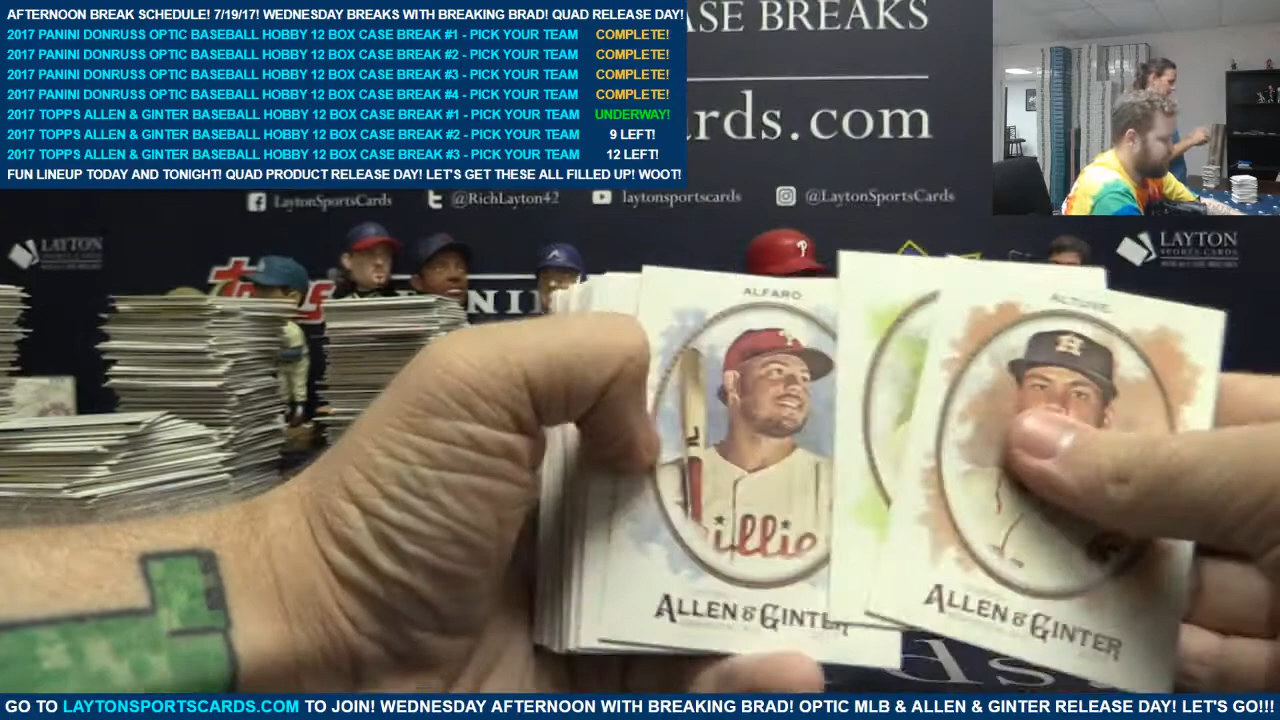 AFTERNOON BREAK SCHEDULE! 7/19/17! WEDNESDAY BREAKS WITH BREAKING BRAD! QUAD RELEASE DAY!
2017 PANINI DONRUSS OPTIC BASEBALL HOBBY 12 BOX CASE BREAK #1 - PICK YOUR TEAM COMPLETE!
2017 PANINI DONRUSS OPTIC BASEBALL HOBBY 12 BOX CASE BREAK #2 - PICK YOUR TEAM COMPLETE!
2017 PANINI DONRUSS OPTIC BASEBALL HOBBY 12 BOX CASE BREAK #3 - PICK YOUR TEAM COMPLETE!
2017 PANINI DONRUSS OPTIC BASEBALL HOBBY 12 BOX CASE BREAK #4 - PICK YOUR TEAM COMPLETE!
2017 TOPPS ALLEN & GINTER BASEBALL HOBBY 12 BOX CASE BREAK #1 - PICK YOUR TEAM UNDERWAY!
2017 TOPPS ALLEN & GINTER BASEBALL HOBBY 12 BOX CASE BREAK #2 - PICK YOUR TEAM 9 LEFT!
2017 TOPPS ALLEN & GINTER BASEBALL HOBBY 12 BOX CASE BREAK #3 - PICK YOUR TEAM 12 LEFT!
FUN LINEUP TODAY AND TONIGHT! QUAD PRODUCT RELEASE DAY! LET'S GET THESE ALL FILLED UP! WOOT!
ASE BREAKS
rds.com
LaytonSportsCards @RichLayton42 laytonsportscards @LaytonSportsCards
LAYTON
SPORTS CARDS
LAYTON
SPORTS CARDS
topps
PANINI
P
ALFARO
ALTUVE
H
P
illie
ALLEN & GINTER
ALLEN & GINTER
ds
GO TO LAYTONSPORTSCARDS.COM TO JOIN! WEDNESDAY AFTERNOON WITH BREAKING BRAD! OPTIC MLB & ALLEN & GINTER RELEASE DAY! LET'S GO!!!